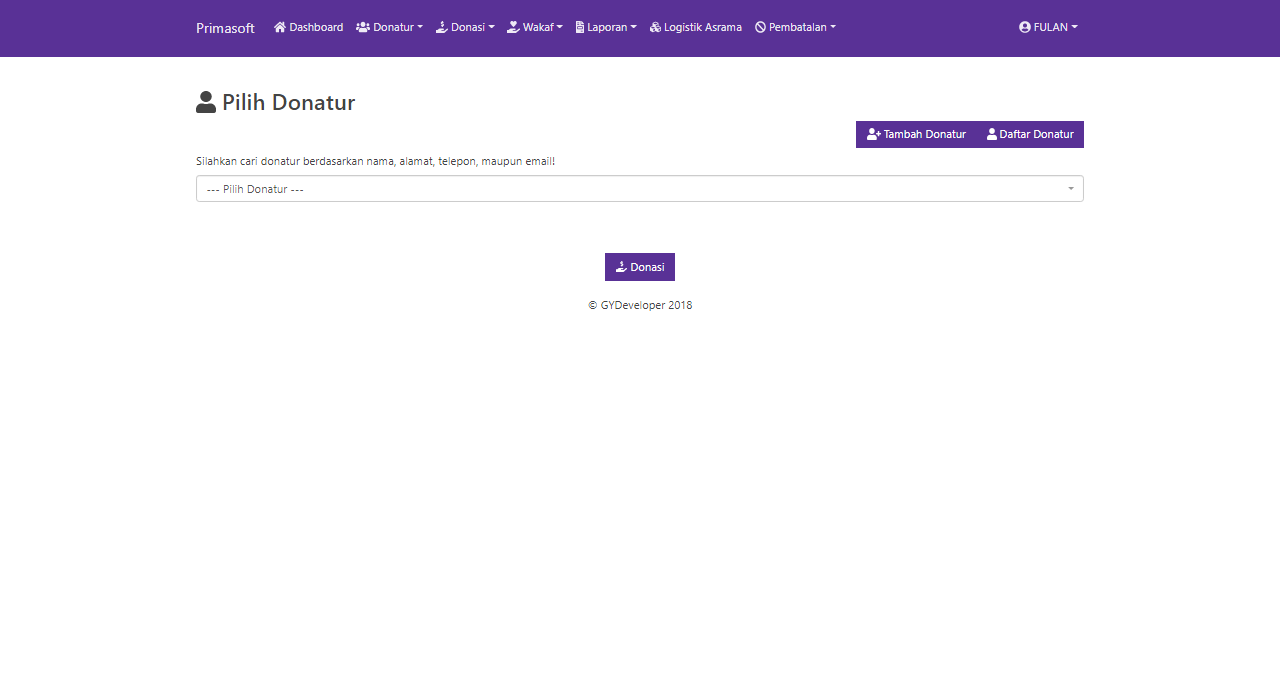 Primasoft Dashboard Donatur Donasi Wakaf Laporan Logistik Asrama Pembatalan FULAN
Pilih Donatur
Tambah Donatur Daftar Donatur
Silahkan cari donatur berdasarkan nama, alamat, telepon, maupun email!
--- Pilih Donatur ---
Donasi
© GYDeveloper 2018